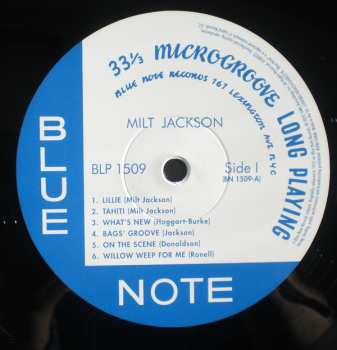 33⅓ MICROGROOVE LONG PLAYING
BLUE NOTE RECORDS 767 Lexington Ave N.Y.C
MILT JACKSON
BLP 1509
Side I
(BN 1509-A)
1. LILLIE (Milt Jackson)
2. TAHITI (Milt Jackson)
3. WHAT'S NEW (Haggart-Burke)
4. BAGS' GROOVE (Jackson)
5. ON THE SCENE (Donaldson)
6. WILLOW WEEP FOR ME (Ronell)
BLUE
NOTE